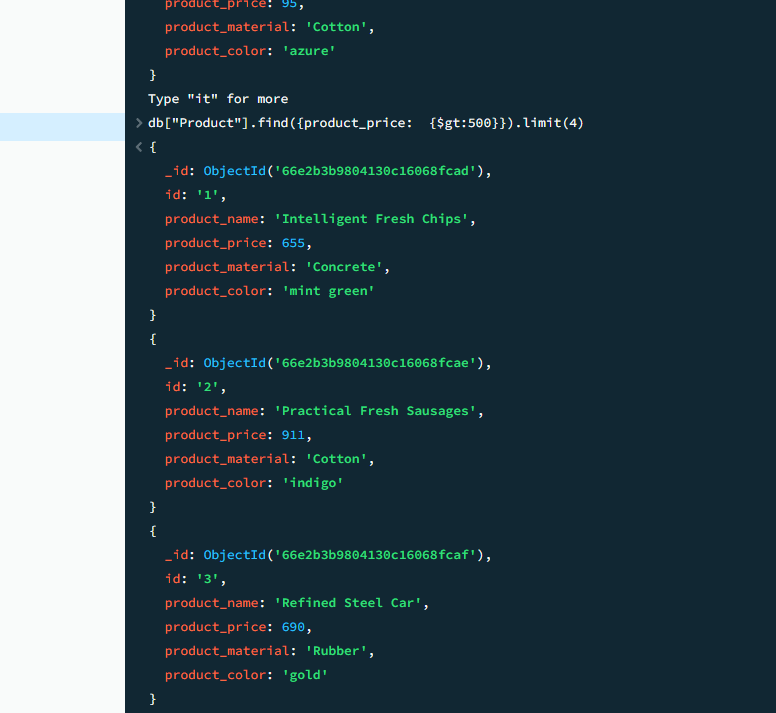 product_price: 95,
product_material: 'Cotton',
product_color: 'azure'
}
Type "it" for more
> db["Product"].find({product_price:  {$gt:500}}).limit(4)
< {
_id: ObjectId('66e2b3b9804130c16068fcad'),
id: '1',
product_name: 'Intelligent Fresh Chips',
product_price: 655,
product_material: 'Concrete',
product_color: 'mint green'
}
{
_id: ObjectId('66e2b3b9804130c16068fcae'),
id: '2',
product_name: 'Practical Fresh Sausages',
product_price: 911,
product_material: 'Cotton',
product_color: 'indigo'
}
{
_id: ObjectId('66e2b3b9804130c16068fcaf'),
id: '3',
product_name: 'Refined Steel Car',
product_price: 690,
product_material: 'Rubber',
product_color: 'gold'
}